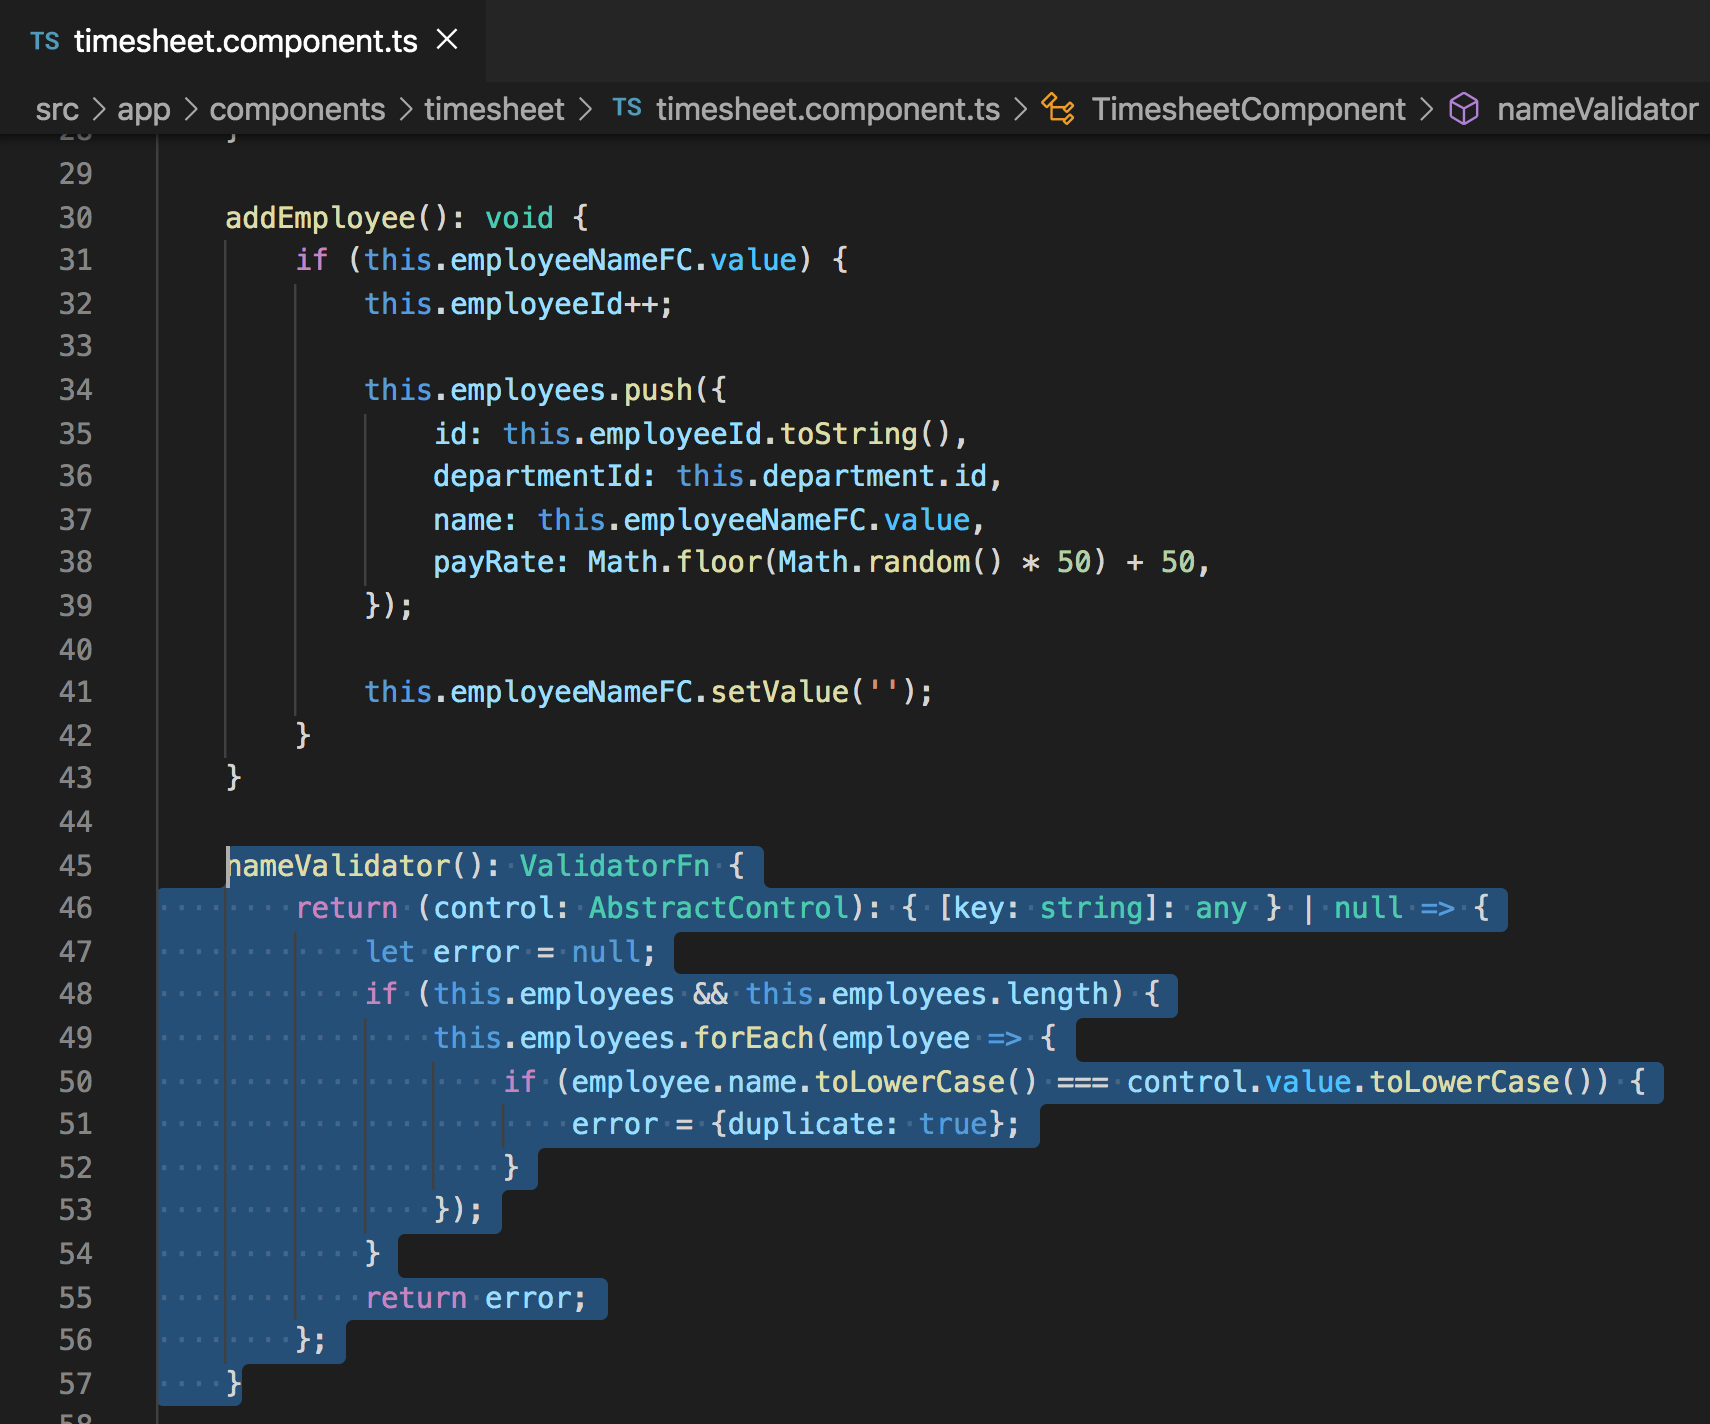 TS timesheet.component.ts ×
src > app > components > timesheet > TS timesheet.component.ts > TimesheetComponent > nameValidator
28 }
29
30 addEmployee(): void {
31 if (this.employeeNameFC.value) {
32 this.employeeId++;
33
34 this.employees.push({
35 id: this.employeeId.toString(),
36 departmentId: this.department.id,
37 name: this.employeeNameFC.value,
38 payRate: Math.floor(Math.random() * 50) + 50,
39 });
40
41 this.employeeNameFC.setValue('');
42 }
43 }
44
45 nameValidator(): ValidatorFn {
46 return (control: AbstractControl): { [key: string]: any } | null => {
47 let error = null;
48 if (this.employees && this.employees.length) {
49 this.employees.forEach(employee => {
50 if (employee.name.toLowerCase() === control.value.toLowerCase()) {
51 error = {duplicate: true};
52 }
53 });
54 }
55 return error;
56 };
57 }
58